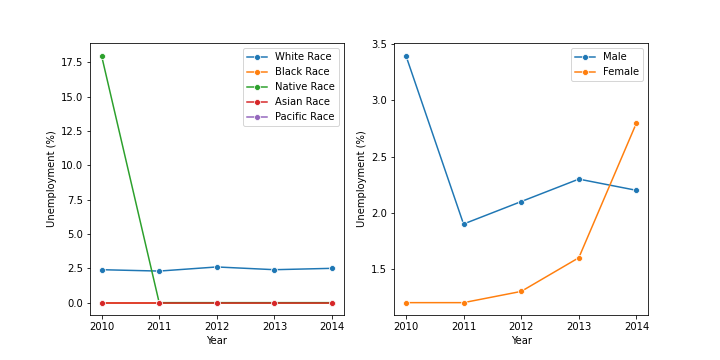 Unemployment (%)
17.5
15.0
12.5
10.0
7.5
5.0
2.5
0.0
2010 2011 2012 2013 2014
Year
White Race
Black Race
Native Race
Asian Race
Pacific Race
Unemployment (%)
3.5
3.0
2.5
2.0
1.5
2010 2011 2012 2013 2014
Year
Male
Female